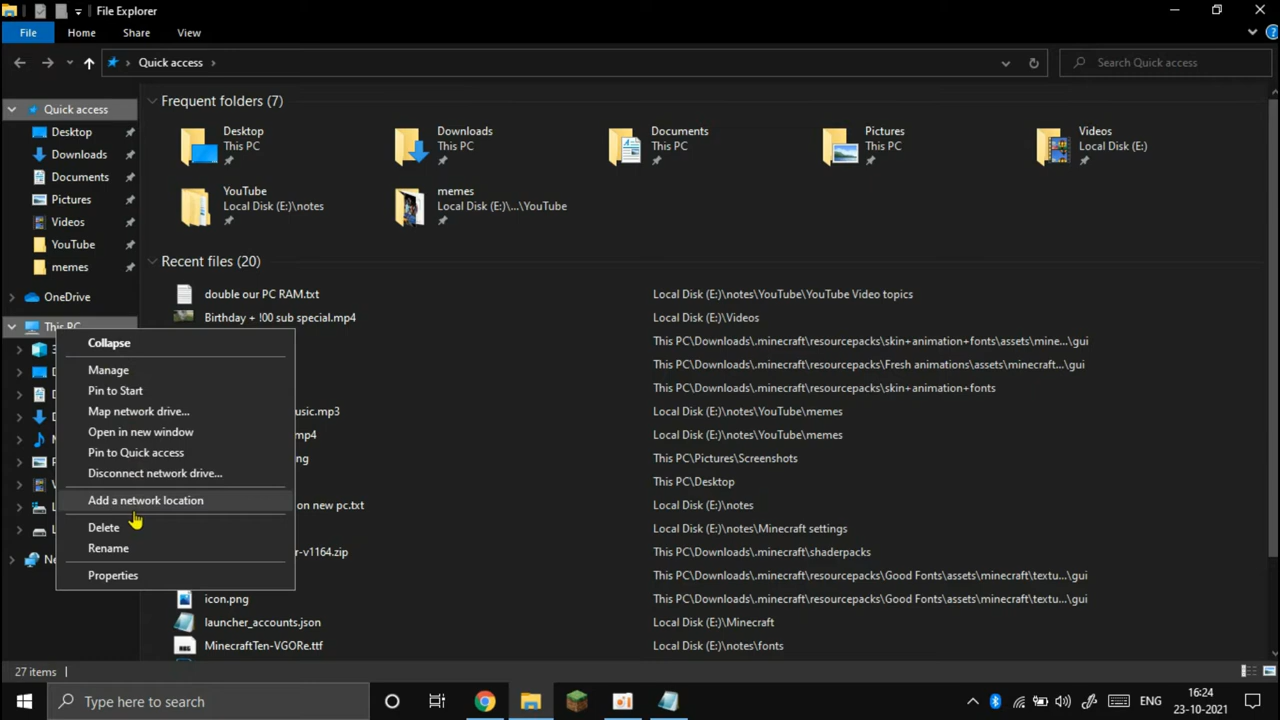 File Explorer
File Home Share View
Quick access
Search Quick access
Quick access
Desktop
Downloads
Documents
Pictures
Videos
YouTube
memes
OneDrive
This PC
Frequent folders (7)
Desktop
This PC
Downloads
This PC
Documents
This PC
Pictures
This PC
Videos
Local Disk (E:)
YouTube
Local Disk (E:)\notes
memes
Local Disk (E:)\...\YouTube
Recent files (20)
double our PC RAM.txt Local Disk (E:)\notes\YouTube\YouTube Video topics
Birthday + !00 sub special.mp4 Local Disk (E:)\Videos
This PC\Downloads\.minecraft\resourcepacks\skin+animation+fonts\assets\mine...\gui
This PC\Downloads\.minecraft\resourcepacks\Fresh animations\assets\minecraft...\gui
This PC\Downloads\.minecraft\resourcepacks\skin+animation+fonts
usic.mp3 Local Disk (E:)\notes\YouTube\memes
mp4 Local Disk (E:)\notes\YouTube\memes
ng This PC\Pictures\Screenshots
This PC\Desktop
on new pc.txt Local Disk (E:)\notes
Local Disk (E:)\notes\Minecraft settings
r-v1164.zip This PC\Downloads\.minecraft\shaderpacks
This PC\Downloads\.minecraft\resourcepacks\Good Fonts\assets\minecraft\textu...\gui
icon.png This PC\Downloads\.minecraft\resourcepacks\Good Fonts\assets\minecraft\textu...\gui
launcher_accounts.json Local Disk (E:)\Minecraft
MinecraftTen-VGORe.ttf Local Disk (E:)\notes\fonts
Collapse
Manage
Pin to Start
Map network drive...
Open in new window
Pin to Quick access
Disconnect network drive...
Add a network location
Delete
Rename
Properties
27 items
Type here to search
ENG
16:24
23-10-2021